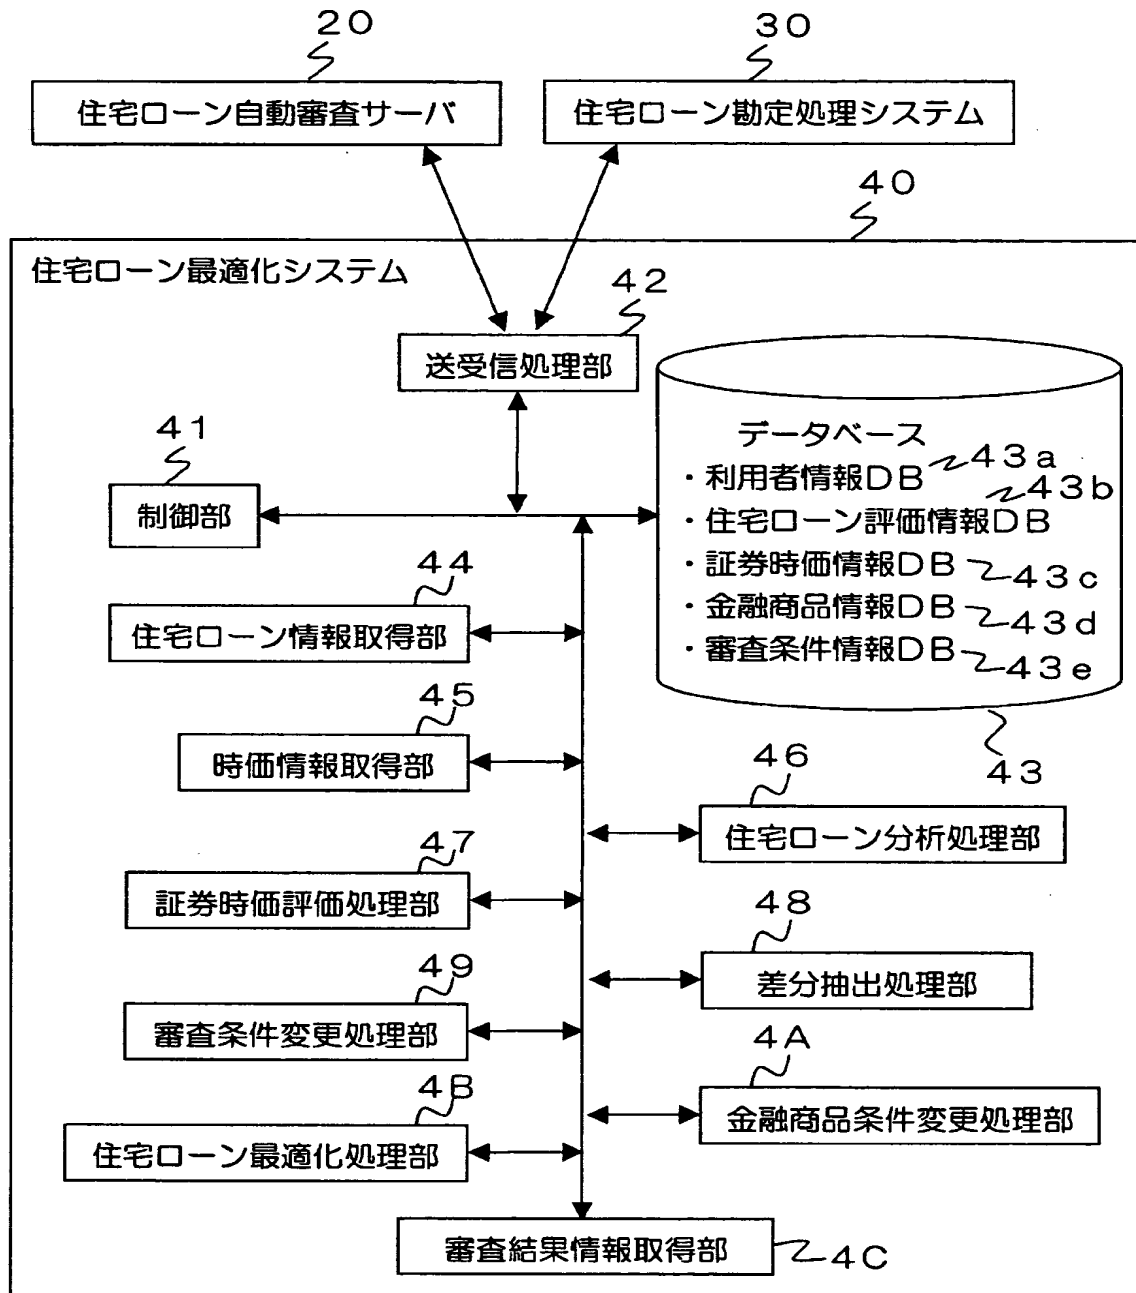 20
30
住宅ローン自動審査サーバ
住宅ローン勘定処理システム
40
住宅ローン最適化システム
42
送受信処理部
41
制御部
データベース
・利用者情報DB
43a
43b
・住宅ローン評価情報DB
・証券時価情報DB
43c
・金融商品情報DB
43d
・審査条件情報DB
43e
43
44
住宅ローン情報取得部
45
時価情報取得部
46
住宅ローン分析処理部
47
証券時価評価処理部
48
差分抽出処理部
49
審査条件変更処理部
4A
金融商品条件変更処理部
4B
住宅ローン最適化処理部
審査結果情報取得部
4C